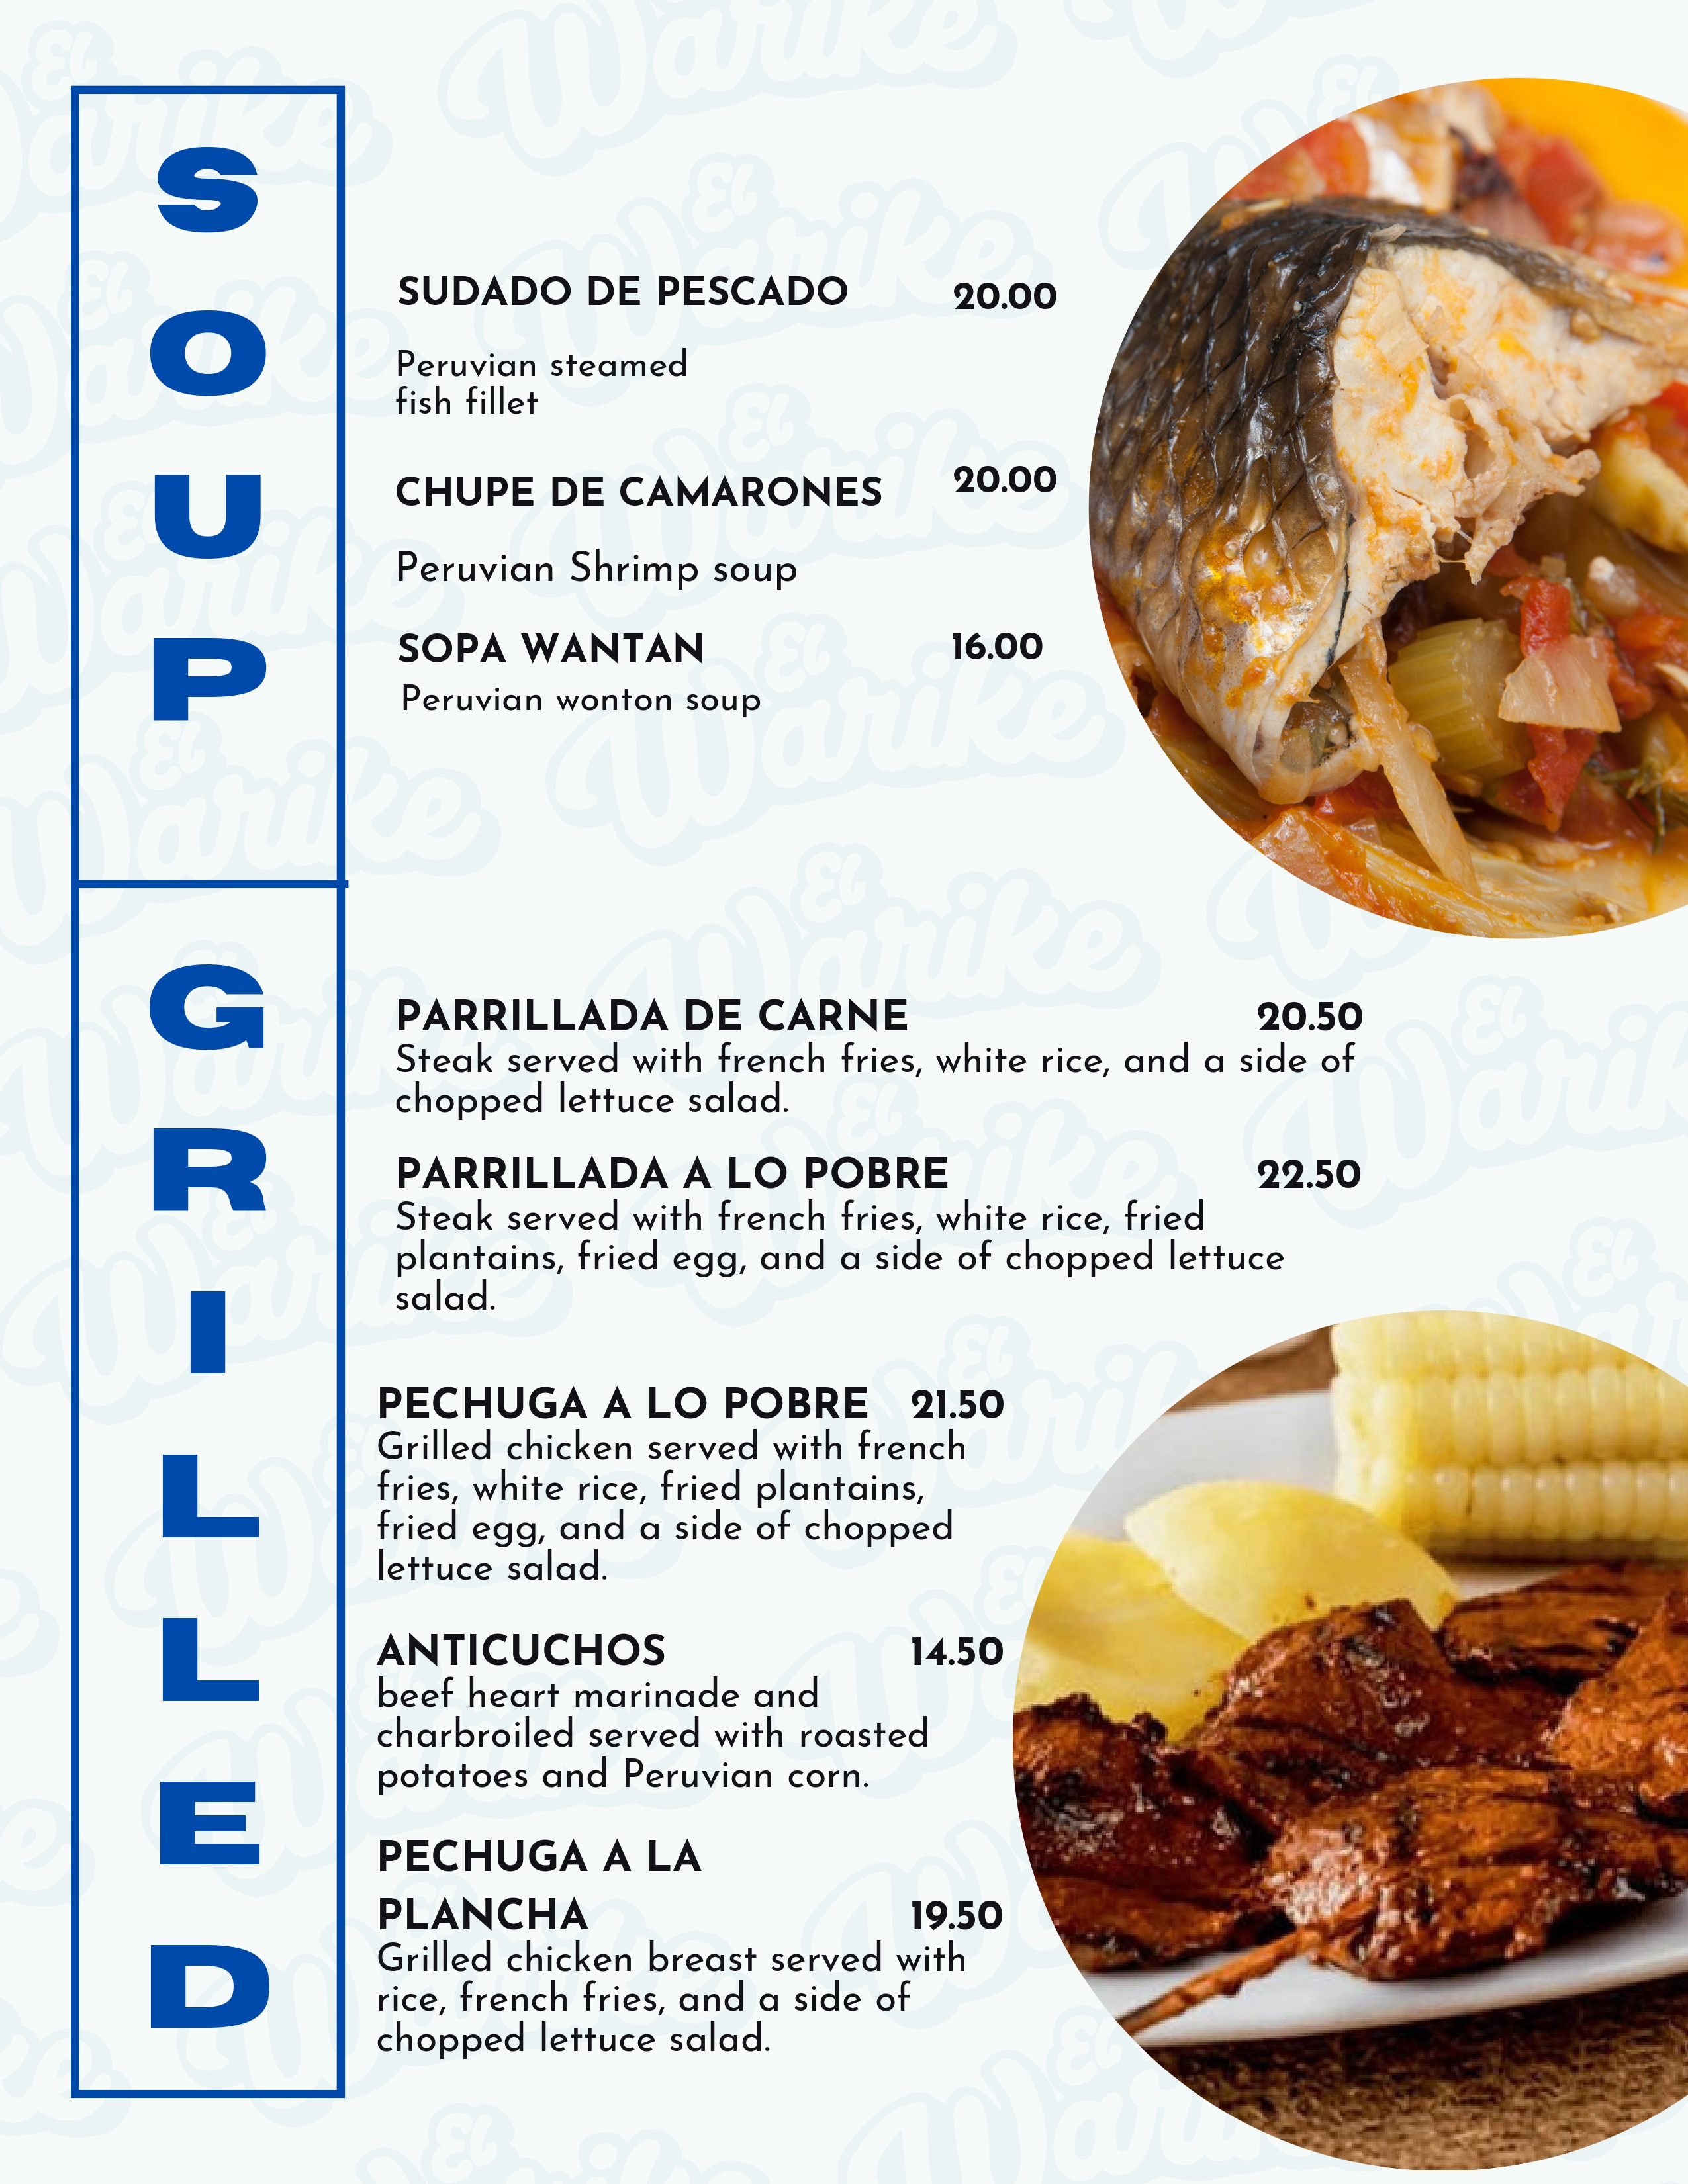 SOUP
SUDADO DE PESCADO 20.00
Peruvian steamed
fish fillet
CHUPE DE CAMARONES 20.00
Peruvian Shrimp soup
SOPA WANTAN 16.00
Peruvian wonton soup
GRILLED
PARRILLADA DE CARNE 20.50
Steak served with french fries, white rice, and a side of
chopped lettuce salad.
PARRILLADA A LO POBRE 22.50
Steak served with french fries, white rice, fried
plantains, fried egg, and a side of chopped lettuce
salad.
PECHUGA A LO POBRE 21.50
Grilled chicken served with french
fries, white rice, fried plantains,
fried egg, and a side of chopped
lettuce salad.
ANTICUCHOS 14.50
beef heart marinade and
charbroiled served with roasted
potatoes and Peruvian corn.
PECHUGA A LA
PLANCHA 19.50
Grilled chicken breast served with
rice, french fries, and a side of
chopped lettuce salad.
El Warike